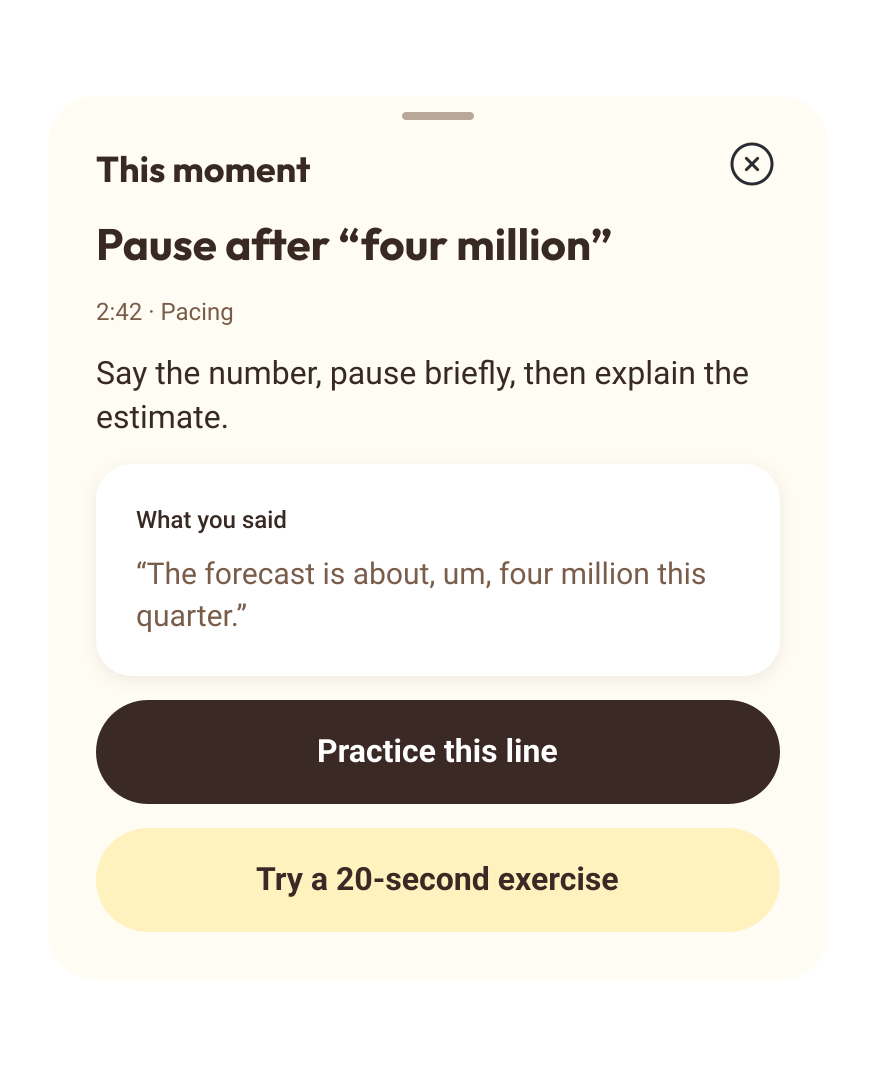 This moment
Pause after “four million”
2:42 · Pacing
Say the number, pause briefly, then explain the
estimate.
What you said
“The forecast is about, um, four million this
quarter.”
Practice this line
Try a 20-second exercise